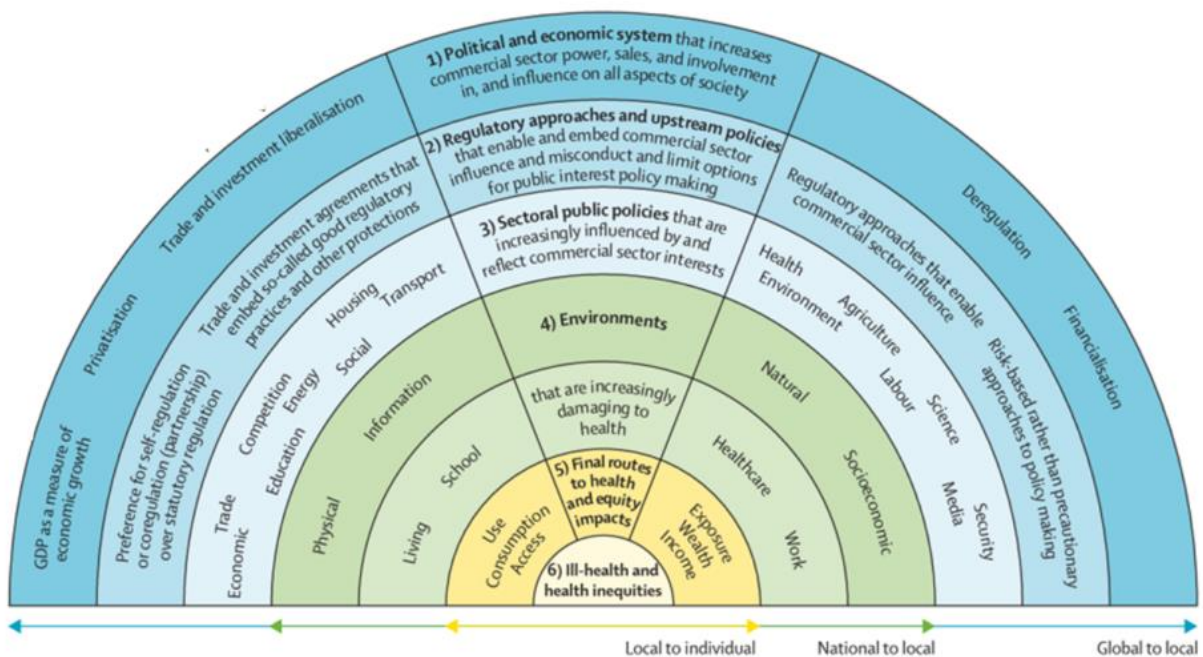 1) Political and economic system that increases
commercial sector power, sales, and involvement
in, and influence on all aspects of society
2) Regulatory approaches and upstream policies
that enable and embed commercial sector
influence and misconduct and limit options
for public interest policy making
3) Sectoral public policies that are
increasingly influenced by and
reflect commercial sector interests
4) Environments
that are increasingly
damaging to
health
5) Final routes
to health
and equity
impacts
6) Ill-health and
health inequities
GDP as a measure of
economic growth
Privatisation
Trade and investment liberalisation
Deregulation
Financialisation
Preference for self-regulation
or coregulation (partnership)
over statutory regulation
Trade and investment agreements that
embed so-called good regulatory
practices and other protections
Regulatory approaches that enable
commercial sector influence
Risk-based rather than precautionary
approaches to policy making
Trade
Economic
Competition
Energy
Education
Housing
Transport
Social
Health
Environment
Agriculture
Labour
Science
Media
Security
Physical
Information
Natural
Socioeconomic
Living
School
Healthcare
Work
Use
Consumption
Access
Exposure
Wealth
Income
Local to individual
National to local
Global to local